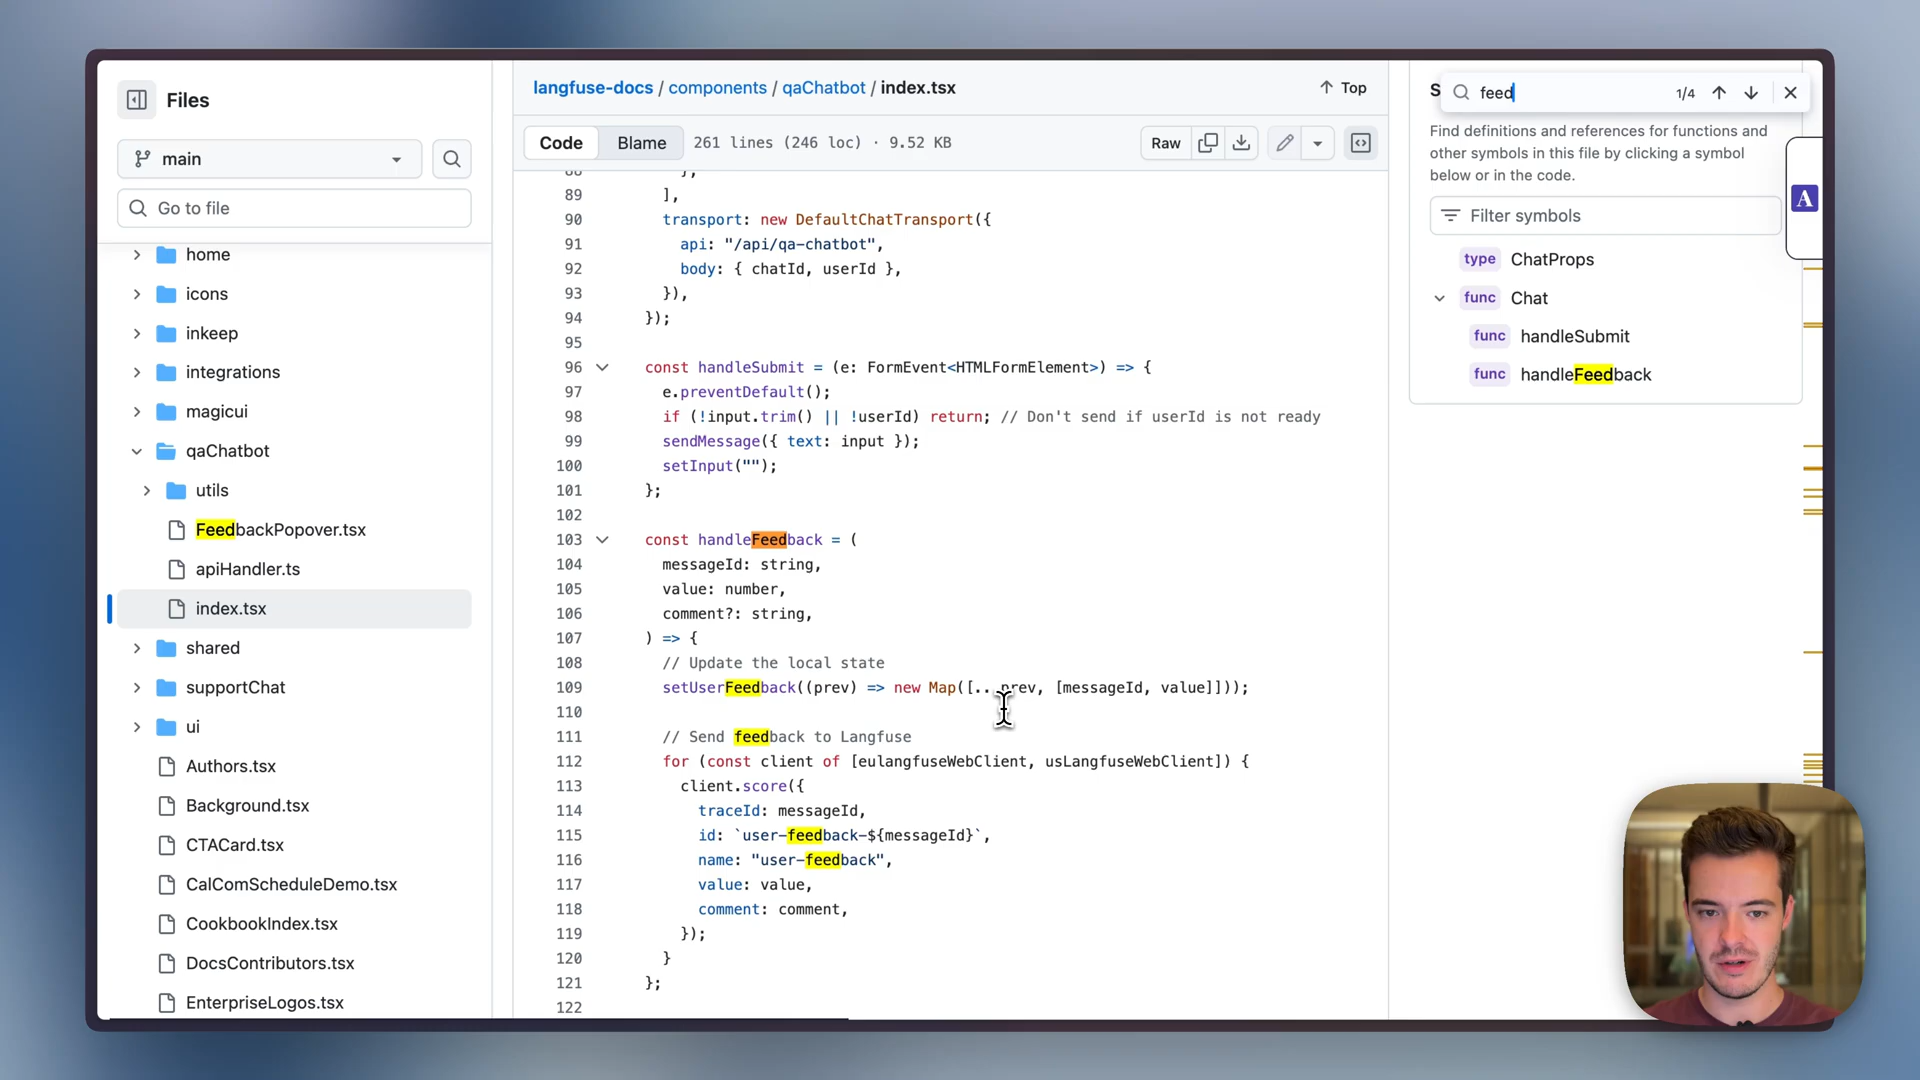 Files
main
Go to file
home
icons
inkeep
integrations
magicui
qaChatbot
utils
FeedbackPopover.tsx
apiHandler.ts
index.tsx
shared
supportChat
ui
Authors.tsx
Background.tsx
CTACard.tsx
CalComScheduleDemo.tsx
CookbookIndex.tsx
DocsContributors.tsx
EnterpriseLogos.tsx
langfuse-docs / components / qaChatbot / index.tsx
Top
Code Blame 261 lines (246 loc) · 9.52 KB
Raw
88 },
89 ],
90 transport: new DefaultChatTransport({
91 api: "/api/qa-chatbot",
92 body: { chatId, userId },
93 }),
94 });
95
96 const handleSubmit = (e: FormEvent<HTMLFormElement>) => {
97 e.preventDefault();
98 if (!input.trim() || !userId) return; // Don't send if userId is not ready
99 sendMessage({ text: input });
100 setInput("");
101 };
102
103 const handleFeedback = (
104 messageId: string,
105 value: number,
106 comment?: string,
107 ) => {
108 // Update the local state
109 setUserFeedback((prev) => new Map([...prev, [messageId, value]]));
110
111 // Send feedback to Langfuse
112 for (const client of [eulangfuseWebClient, usLangfuseWebClient]) {
113 client.score({
114 traceId: messageId,
115 id: `user-feedback-${messageId}`,
116 name: "user-feedback",
117 value: value,
118 comment: comment,
119 });
120 }
121 };
122
S
feed 1/4
Find definitions and references for functions and
other symbols in this file by clicking a symbol
below or in the code.
Filter symbols
type ChatProps
func Chat
func handleSubmit
func handleFeedback
A